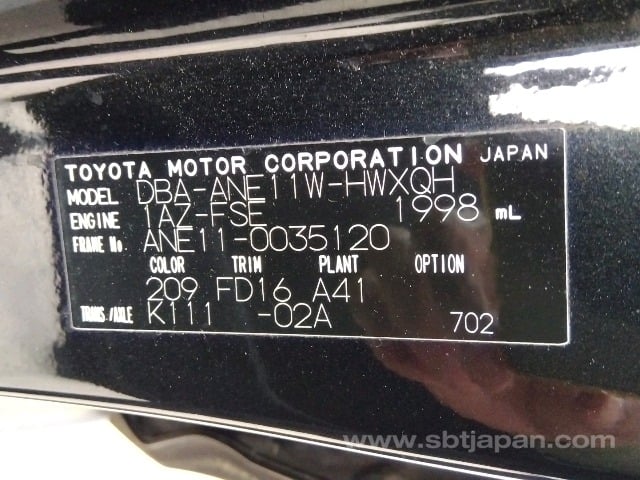 TOYOTA MOTOR CORPORATION JAPAN
MODEL DBA-ANE11W-HWXQH
ENGINE 1AZ-FSE 1998 mL
FRAME No. ANE11-0035120
COLOR TRIM PLANT OPTION
209 FD16 A41
TRANS./AXLE K111 -02A 702
www.sbtjapan.com